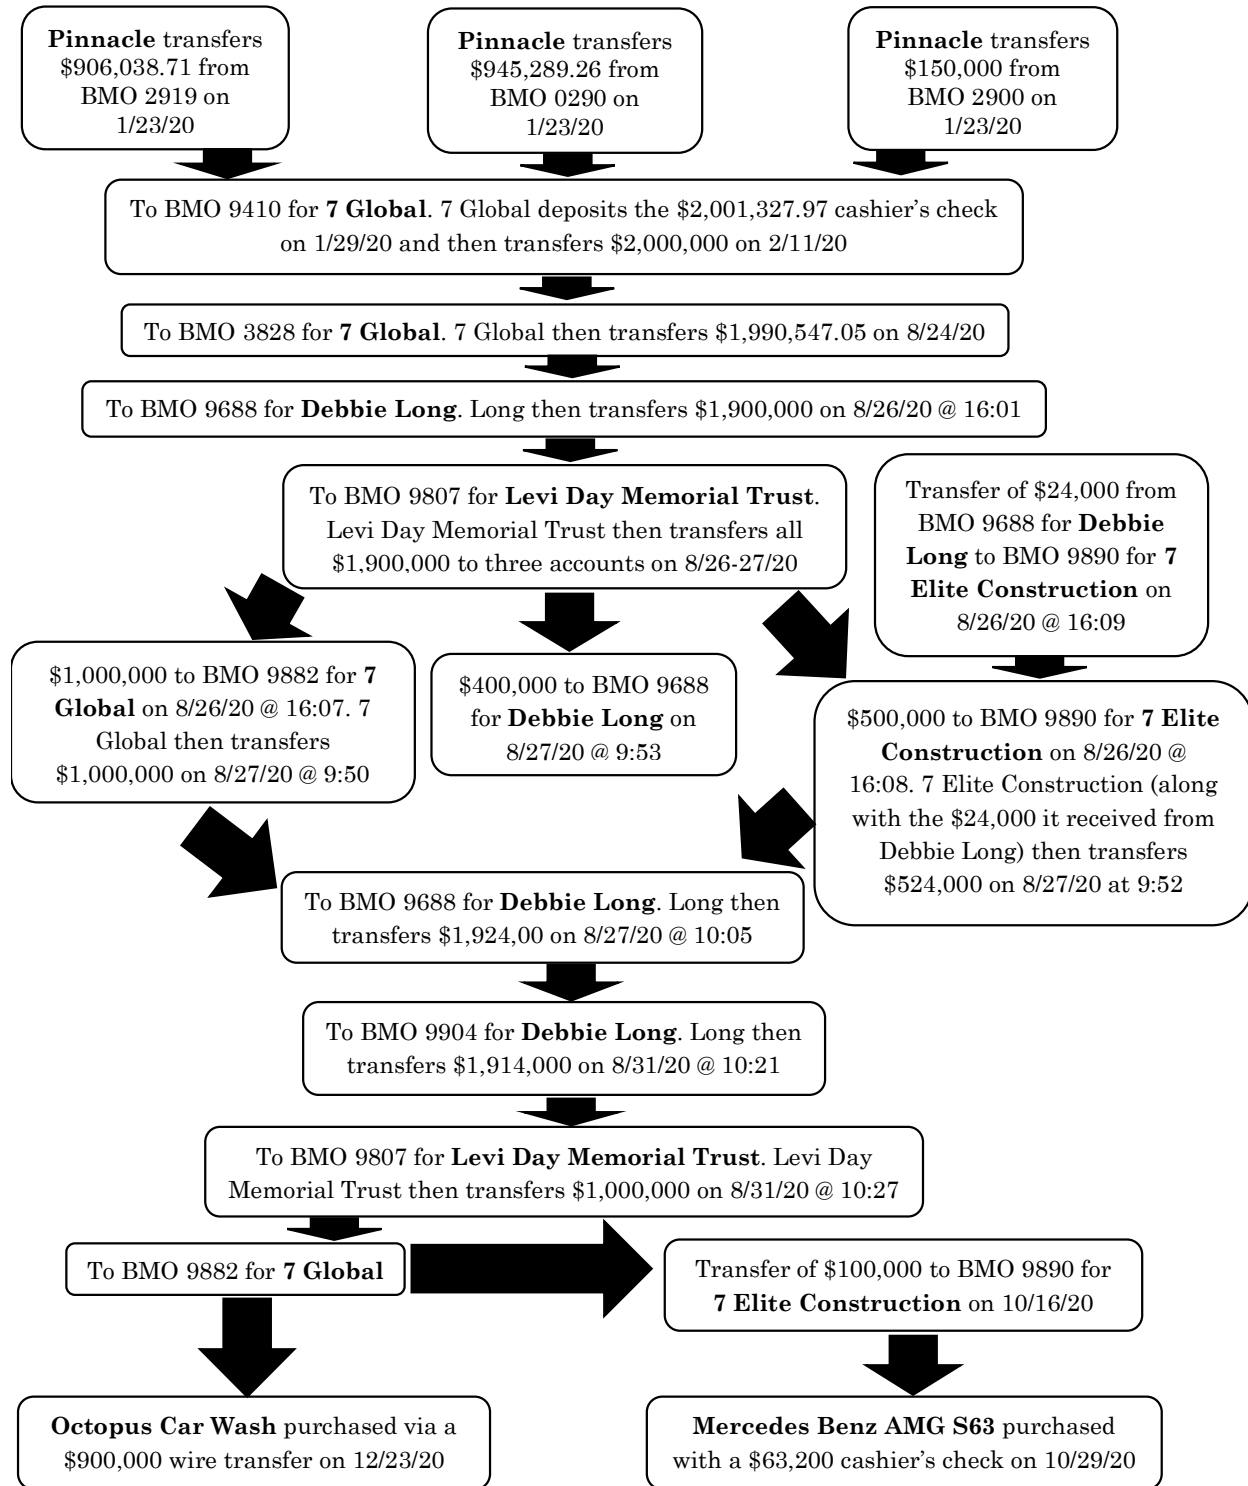 Pinnacle transfers
$906,038.71 from
BMO 2919 on
1/23/20
Pinnacle transfers
$945,289.26 from
BMO 0290 on
1/23/20
Pinnacle transfers
$150,000 from
BMO 2900 on
1/23/20
To BMO 9410 for 7 Global. 7 Global deposits the $2,001,327.97 cashier's check
on 1/29/20 and then transfers $2,000,000 on 2/11/20
To BMO 3828 for 7 Global. 7 Global then transfers $1,990,547.05 on 8/24/20
To BMO 9688 for Debbie Long. Long then transfers $1,900,000 on 8/26/20 @ 16:01
To BMO 9807 for Levi Day Memorial Trust.
Levi Day Memorial Trust then transfers all
$1,900,000 to three accounts on 8/26-27/20
Transfer of $24,000 from
BMO 9688 for Debbie
Long to BMO 9890 for 7
Elite Construction on
8/26/20 @ 16:09
$1,000,000 to BMO 9882 for 7
Global on 8/26/20 @ 16:07. 7
Global then transfers
$1,000,000 on 8/27/20 @ 9:50
$400,000 to BMO 9688
for Debbie Long on
8/27/20 @ 9:53
$500,000 to BMO 9890 for 7 Elite
Construction on 8/26/20 @
16:08. 7 Elite Construction (along
with the $24,000 it received from
Debbie Long) then transfers
$524,000 on 8/27/20 at 9:52
To BMO 9688 for Debbie Long. Long then
transfers $1,924,00 on 8/27/20 @ 10:05
To BMO 9904 for Debbie Long. Long then
transfers $1,914,000 on 8/31/20 @ 10:21
To BMO 9807 for Levi Day Memorial Trust. Levi Day
Memorial Trust then transfers $1,000,000 on 8/31/20 @ 10:27
To BMO 9882 for 7 Global
Transfer of $100,000 to BMO 9890 for
7 Elite Construction on 10/16/20
Octopus Car Wash purchased via a
$900,000 wire transfer on 12/23/20
Mercedes Benz AMG S63 purchased
with a $63,200 cashier's check on 10/29/20